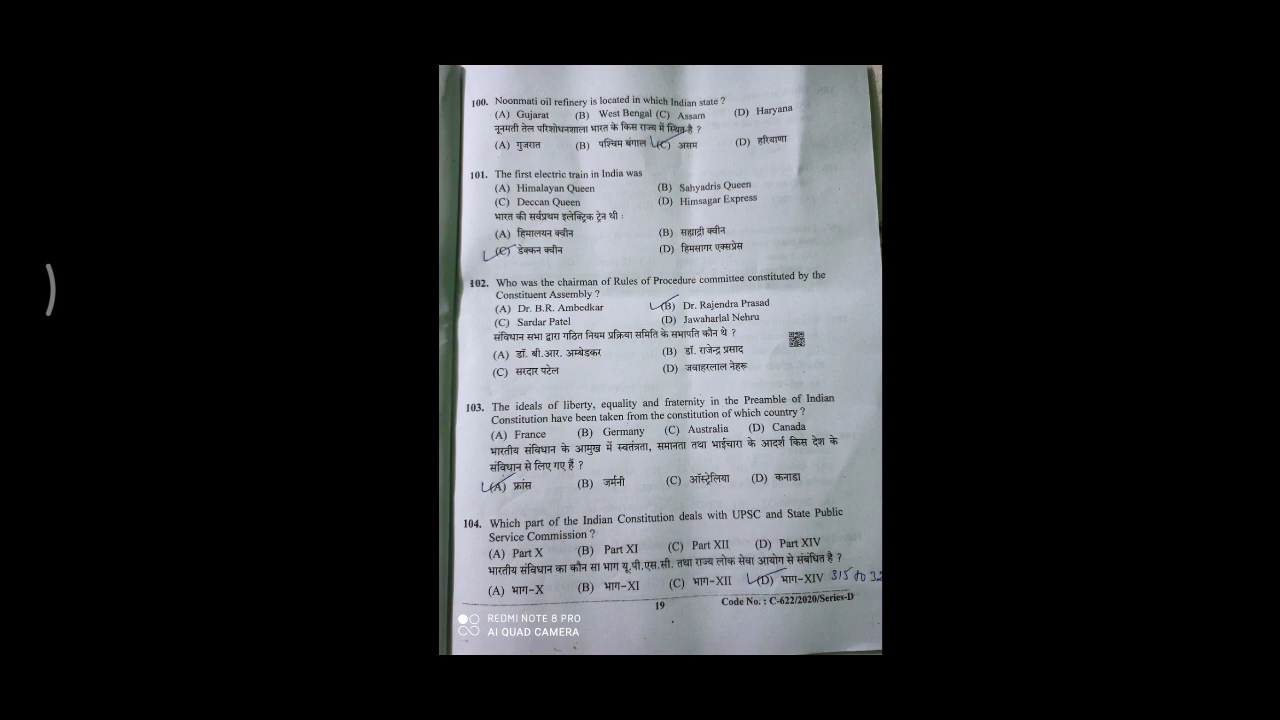 100. Noonmati oil refinery is located in which Indian state ?
(A) Gujarat (B) West Bengal (C) Assam (D) Haryana
नूनमती तेल परिशोधनशाला भारत के किस राज्य में स्थित है ?
(A) गुजरात (B) पश्चिम बंगाल (C) असम (D) हरियाणा
101. The first electric train in India was
(A) Himalayan Queen (B) Sahyadris Queen
(C) Deccan Queen (D) Himsagar Express
भारत की सर्वप्रथम इलेक्ट्रिक ट्रेन थी :
(A) हिमालयन क्वीन (B) सह्याद्री क्वीन
(C) डेक्कन क्वीन (D) हिमसागर एक्सप्रेस
102. Who was the chairman of Rules of Procedure committee constituted by the
Constituent Assembly ?
(A) Dr. B.R. Ambedkar (B) Dr. Rajendra Prasad
(C) Sardar Patel (D) Jawaharlal Nehru
संविधान सभा द्वारा गठित नियम प्रक्रिया समिति के सभापति कौन थे ?
(A) डॉ. बी.आर. अम्बेडकर (B) डॉ. राजेन्द्र प्रसाद
(C) सरदार पटेल (D) जवाहरलाल नेहरू
103. The ideals of liberty, equality and fraternity in the Preamble of Indian
Constitution have been taken from the constitution of which country ?
(A) France (B) Germany (C) Australia (D) Canada
भारतीय संविधान के आमुख में स्वतंत्रता, समानता तथा भाईचारा के आदर्श किस देश के
संविधान से लिए गए हैं ?
(A) फ्रांस (B) जर्मनी (C) ऑस्ट्रेलिया (D) कनाडा
104. Which part of the Indian Constitution deals with UPSC and State Public
Service Commission ?
(A) Part X (B) Part XI (C) Part XII (D) Part XIV
भारतीय संविधान का कौन सा भाग यू.पी.एस.सी. तथा राज्य लोक सेवा आयोग से संबंधित है ?
(A) भाग-X (B) भाग-XI (C) भाग-XII (D) भाग-XIV 315 to 32
19 Code No. : C-622/2020/Series-D
REDMI NOTE 8 PRO
AI QUAD CAMERA